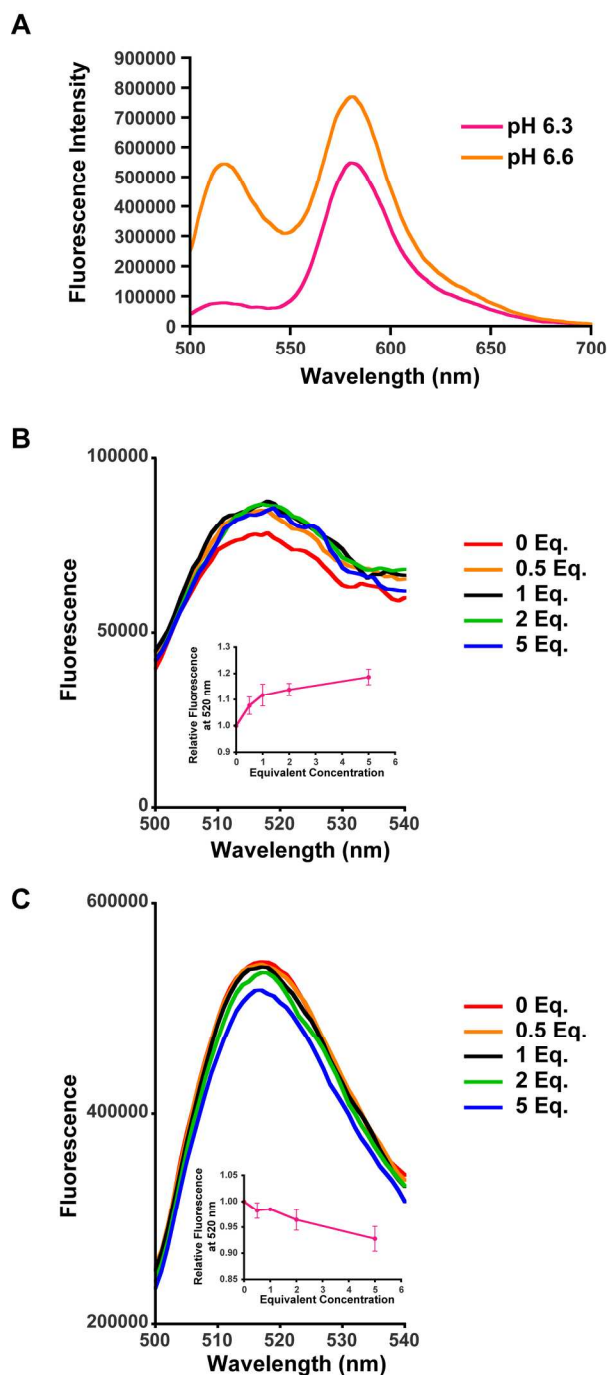 A
Fluorescence Intensity
900000
800000
700000
600000
500000
400000
300000
200000
100000
0
500
550
600
650
700
Wavelength (nm)
pH 6.3
pH 6.6
B
Fluorescence
100000
50000
0
500
510
520
530
540
Wavelength (nm)
0 Eq.
0.5 Eq.
1 Eq.
2 Eq.
5 Eq.
Relative Fluorescence
at 520 nm
1.3
1.2
1.1
1.0
0.9
0
1
2
3
4
5
6
Equivalent Concentration
C
Fluorescence
600000
400000
200000
500
510
520
530
540
Wavelength (nm)
0 Eq.
0.5 Eq.
1 Eq.
2 Eq.
5 Eq.
Relative Fluorescence
at 520 nm
1.05
1.00
0.95
0.90
0.85
0
1
2
3
4
5
6
Equivalent Concentration